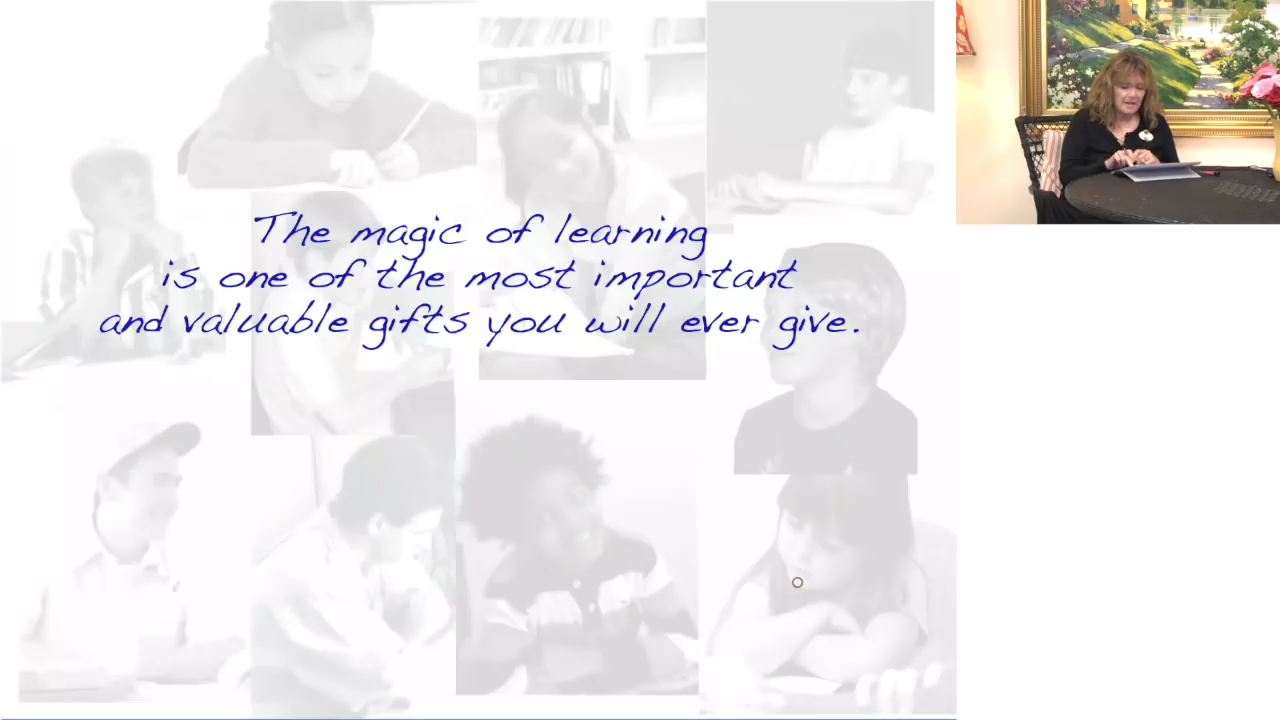 The magic of learning
is one of the most important
and valuable gifts you will ever give.